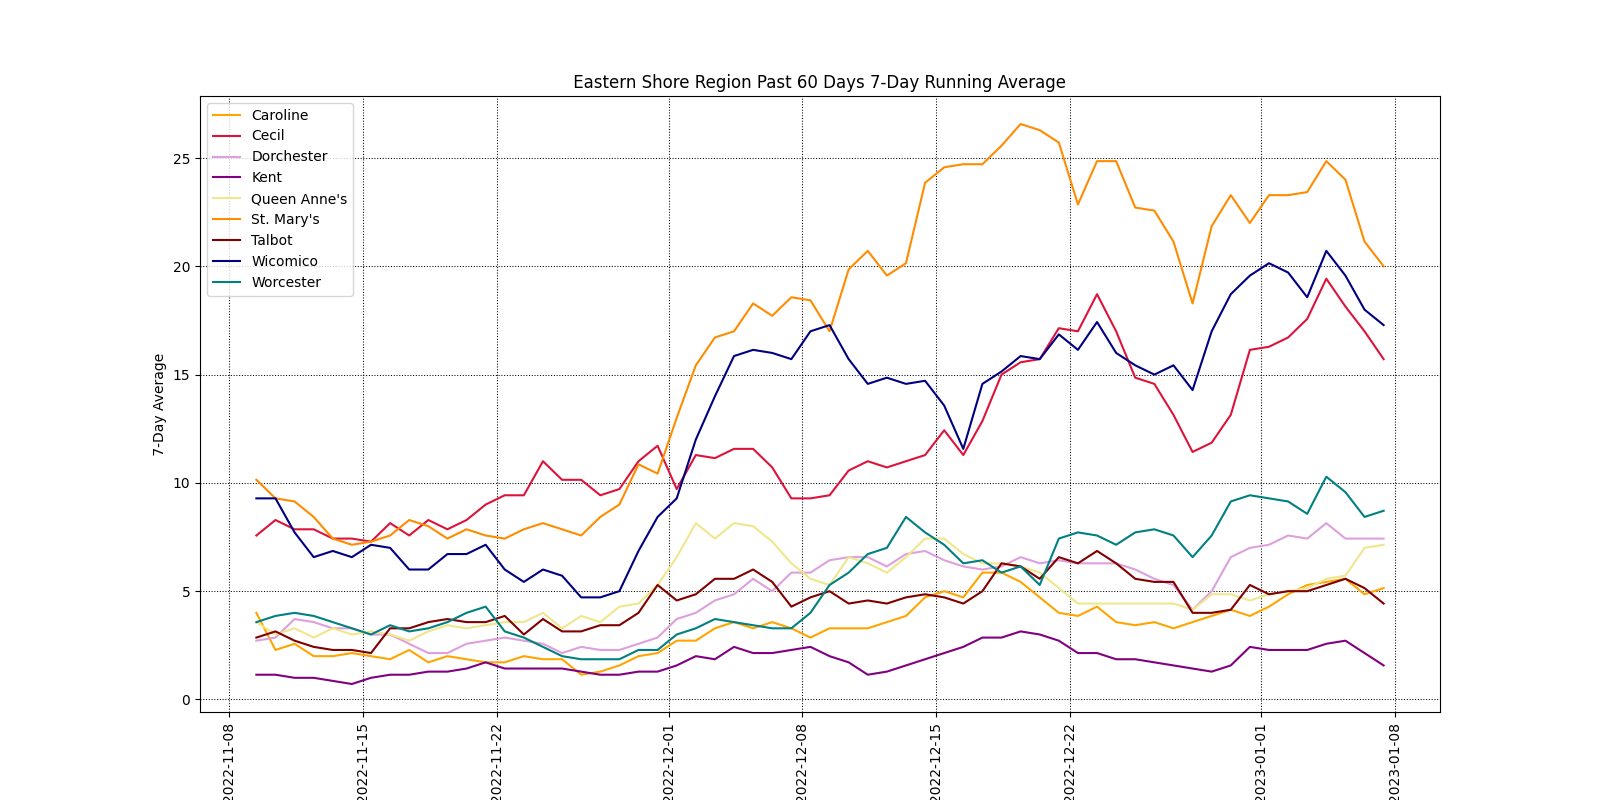 Eastern Shore Region Past 60 Days 7-Day Running Average
Caroline
Cecil
Dorchester
Kent
Queen Anne's
St. Mary's
Talbot
Wicomico
Worcester
7-Day Average
25
20
15
10
5
0
2022-11-08
2022-11-15
2022-11-22
2022-12-01
2022-12-08
2022-12-15
2022-12-22
2023-01-01
2023-01-08